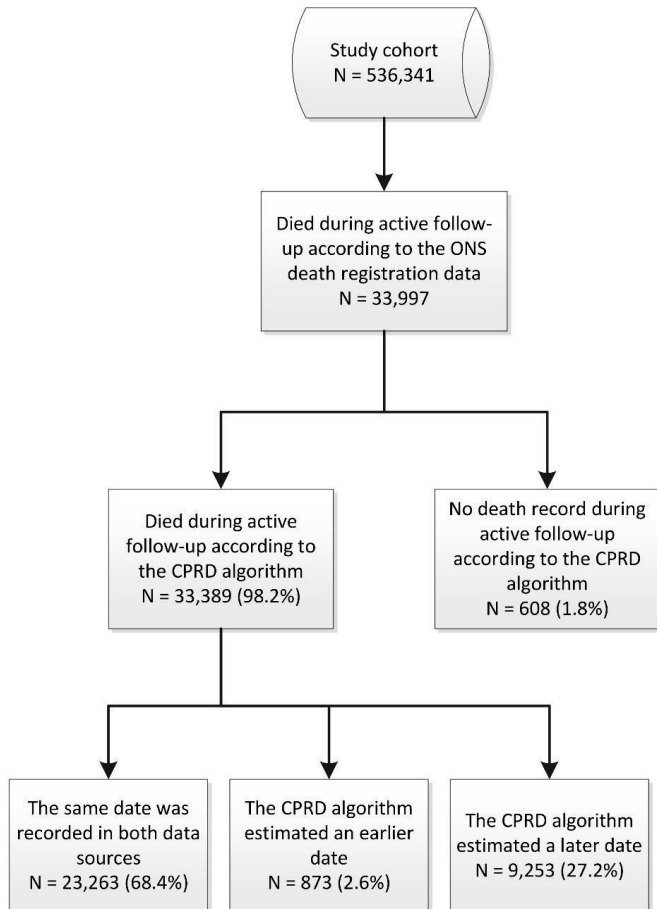 Study cohort
N = 536,341
Died during active follow-
up according to the ONS
death registration data
N = 33,997
Died during active
follow-up according to
the CPRD algorithm
N = 33,389 (98.2%)
No death record during
active follow-up
according to the CPRD
algorithm
N = 608 (1.8%)
The same date was
recorded in both data
sources
N = 23,263 (68.4%)
The CPRD algorithm
estimated an earlier
date
N = 873 (2.6%)
The CPRD algorithm
estimated a later date
N = 9,253 (27.2%)